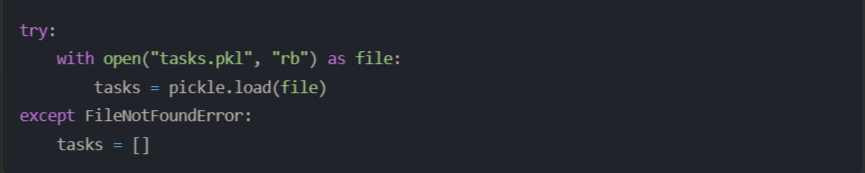 try:
    with open("tasks.pkl", "rb") as file:
        tasks = pickle.load(file)
except FileNotFoundError:
    tasks = []